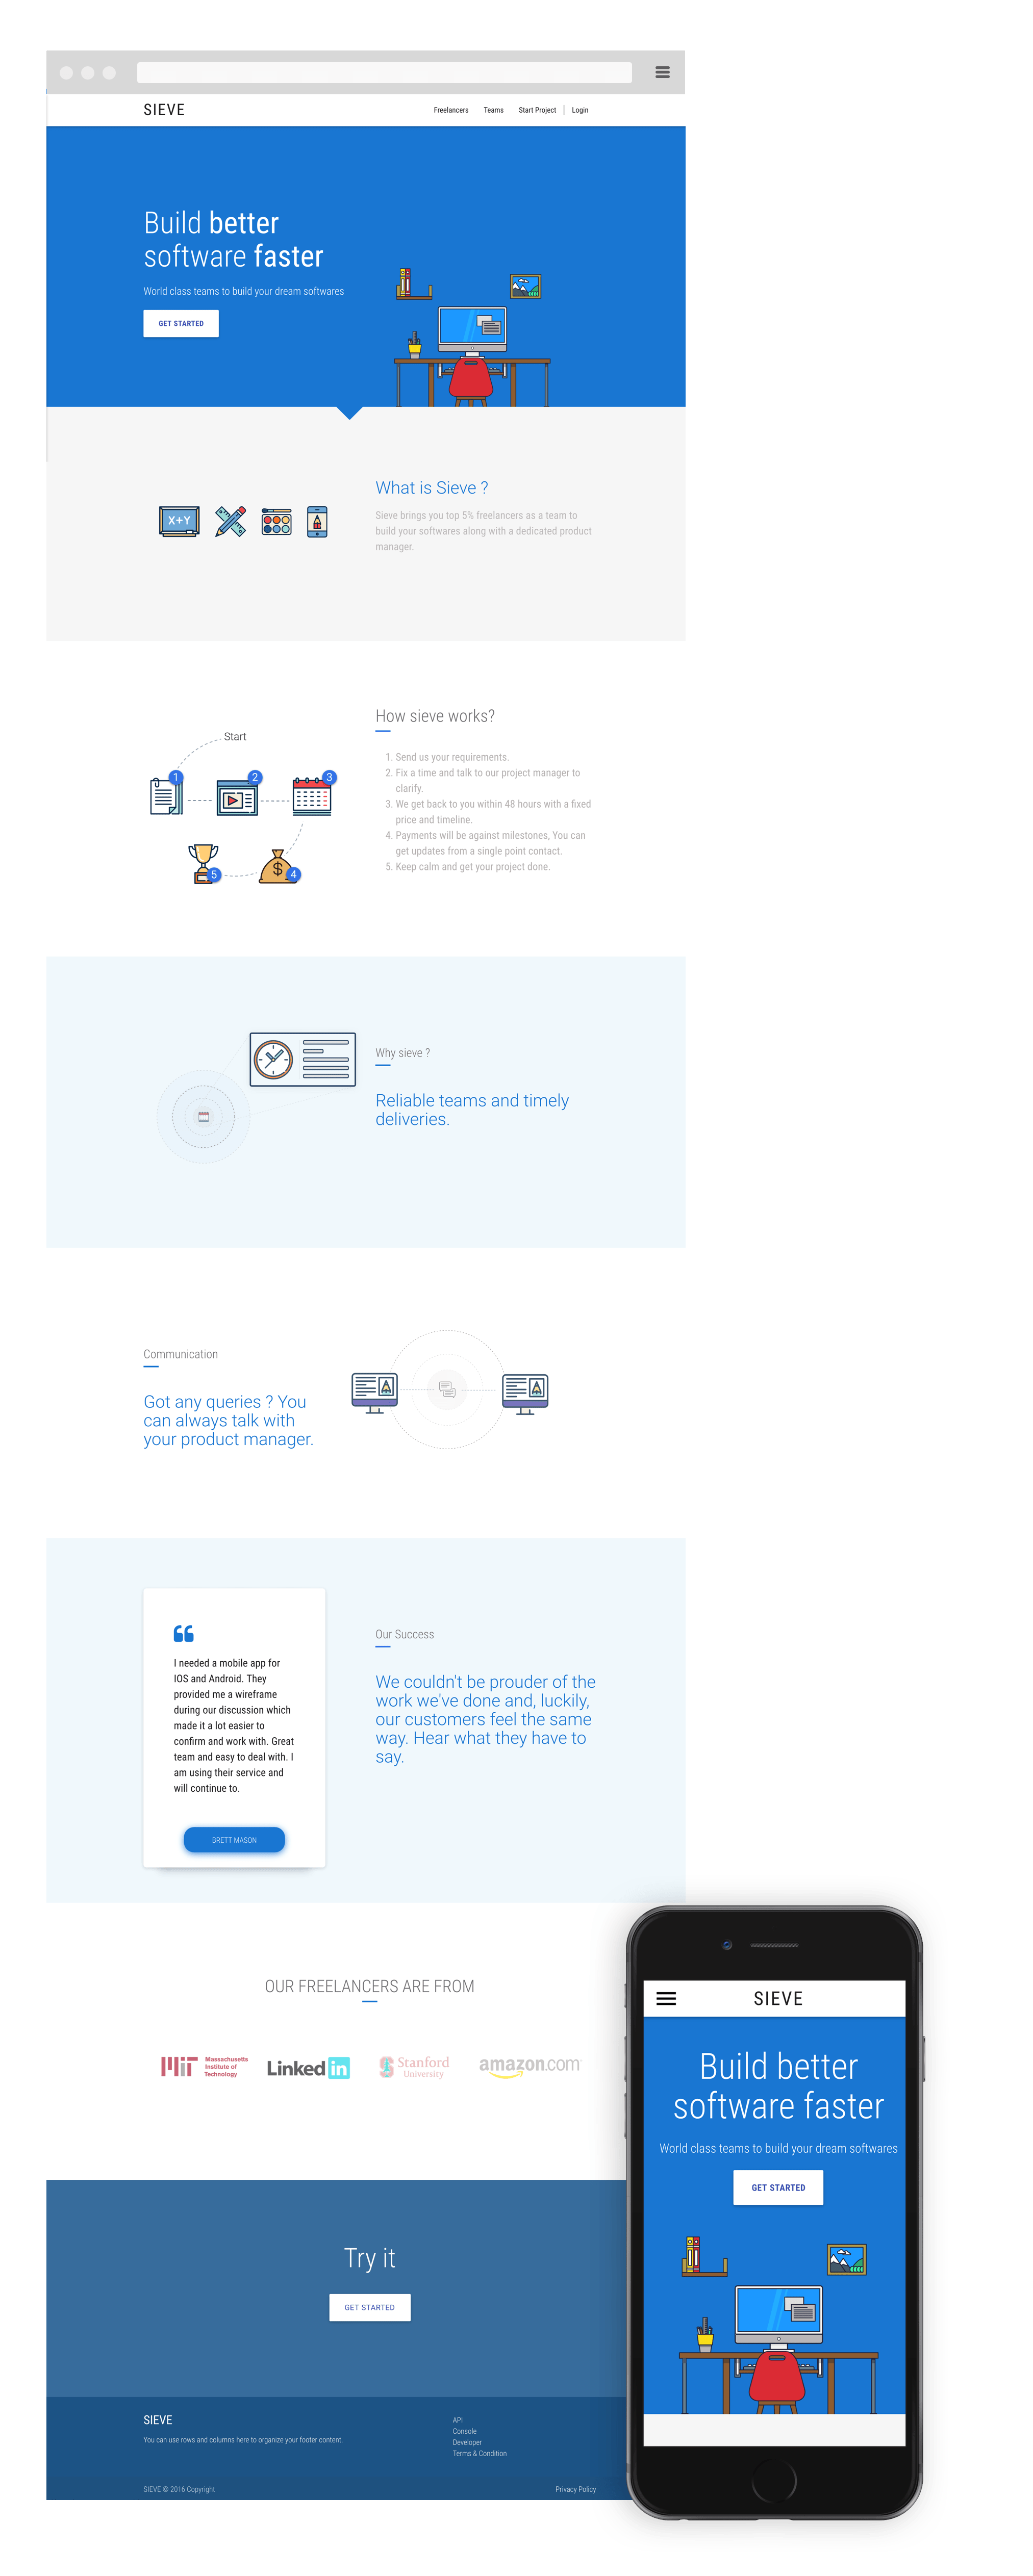 SIEVE
Freelancers Teams Start Project Login
Build better
software faster
World class teams to build your dream softwares
GET STARTED
X+Y
What is Sieve ?
Sieve brings you top 5% freelancers as a team to
build your softwares along with a dedicated product
manager.
Start
1 2 3
5 4
$
How sieve works?
1. Send us your requirements.
2. Fix a time and talk to our project manager to
clarify.
3. We get back to you within 48 hours with a fixed
price and timeline.
4. Payments will be against milestones, You can
get updates from a single point contact.
5. Keep calm and get your project done.
Why sieve ?
Reliable teams and timely
deliveries.
Communication
Got any queries ? You
can always talk with
your product manager.
I needed a mobile app for
IOS and Android. They
provided me a wireframe
during our discussion which
made it a lot easier to
confirm and work with. Great
team and easy to deal with. I
am using their service and
will continue to.
BRETT MASON
Our Success
We couldn't be prouder of the
work we've done and, luckily,
our customers feel the same
way. Hear what they have to
say.
OUR FREELANCERS ARE FROM
MIT Massachusetts
Institute of
Technology
Linked in
S Stanford
University
amazon.com
Try it
GET STARTED
SIEVE
You can use rows and columns here to organize your footer content.
API
Console
Developer
Terms & Condition
SIEVE © 2016 Copyright
Privacy Policy
SIEVE
Build better
software faster
World class teams to build your dream softwares
GET STARTED